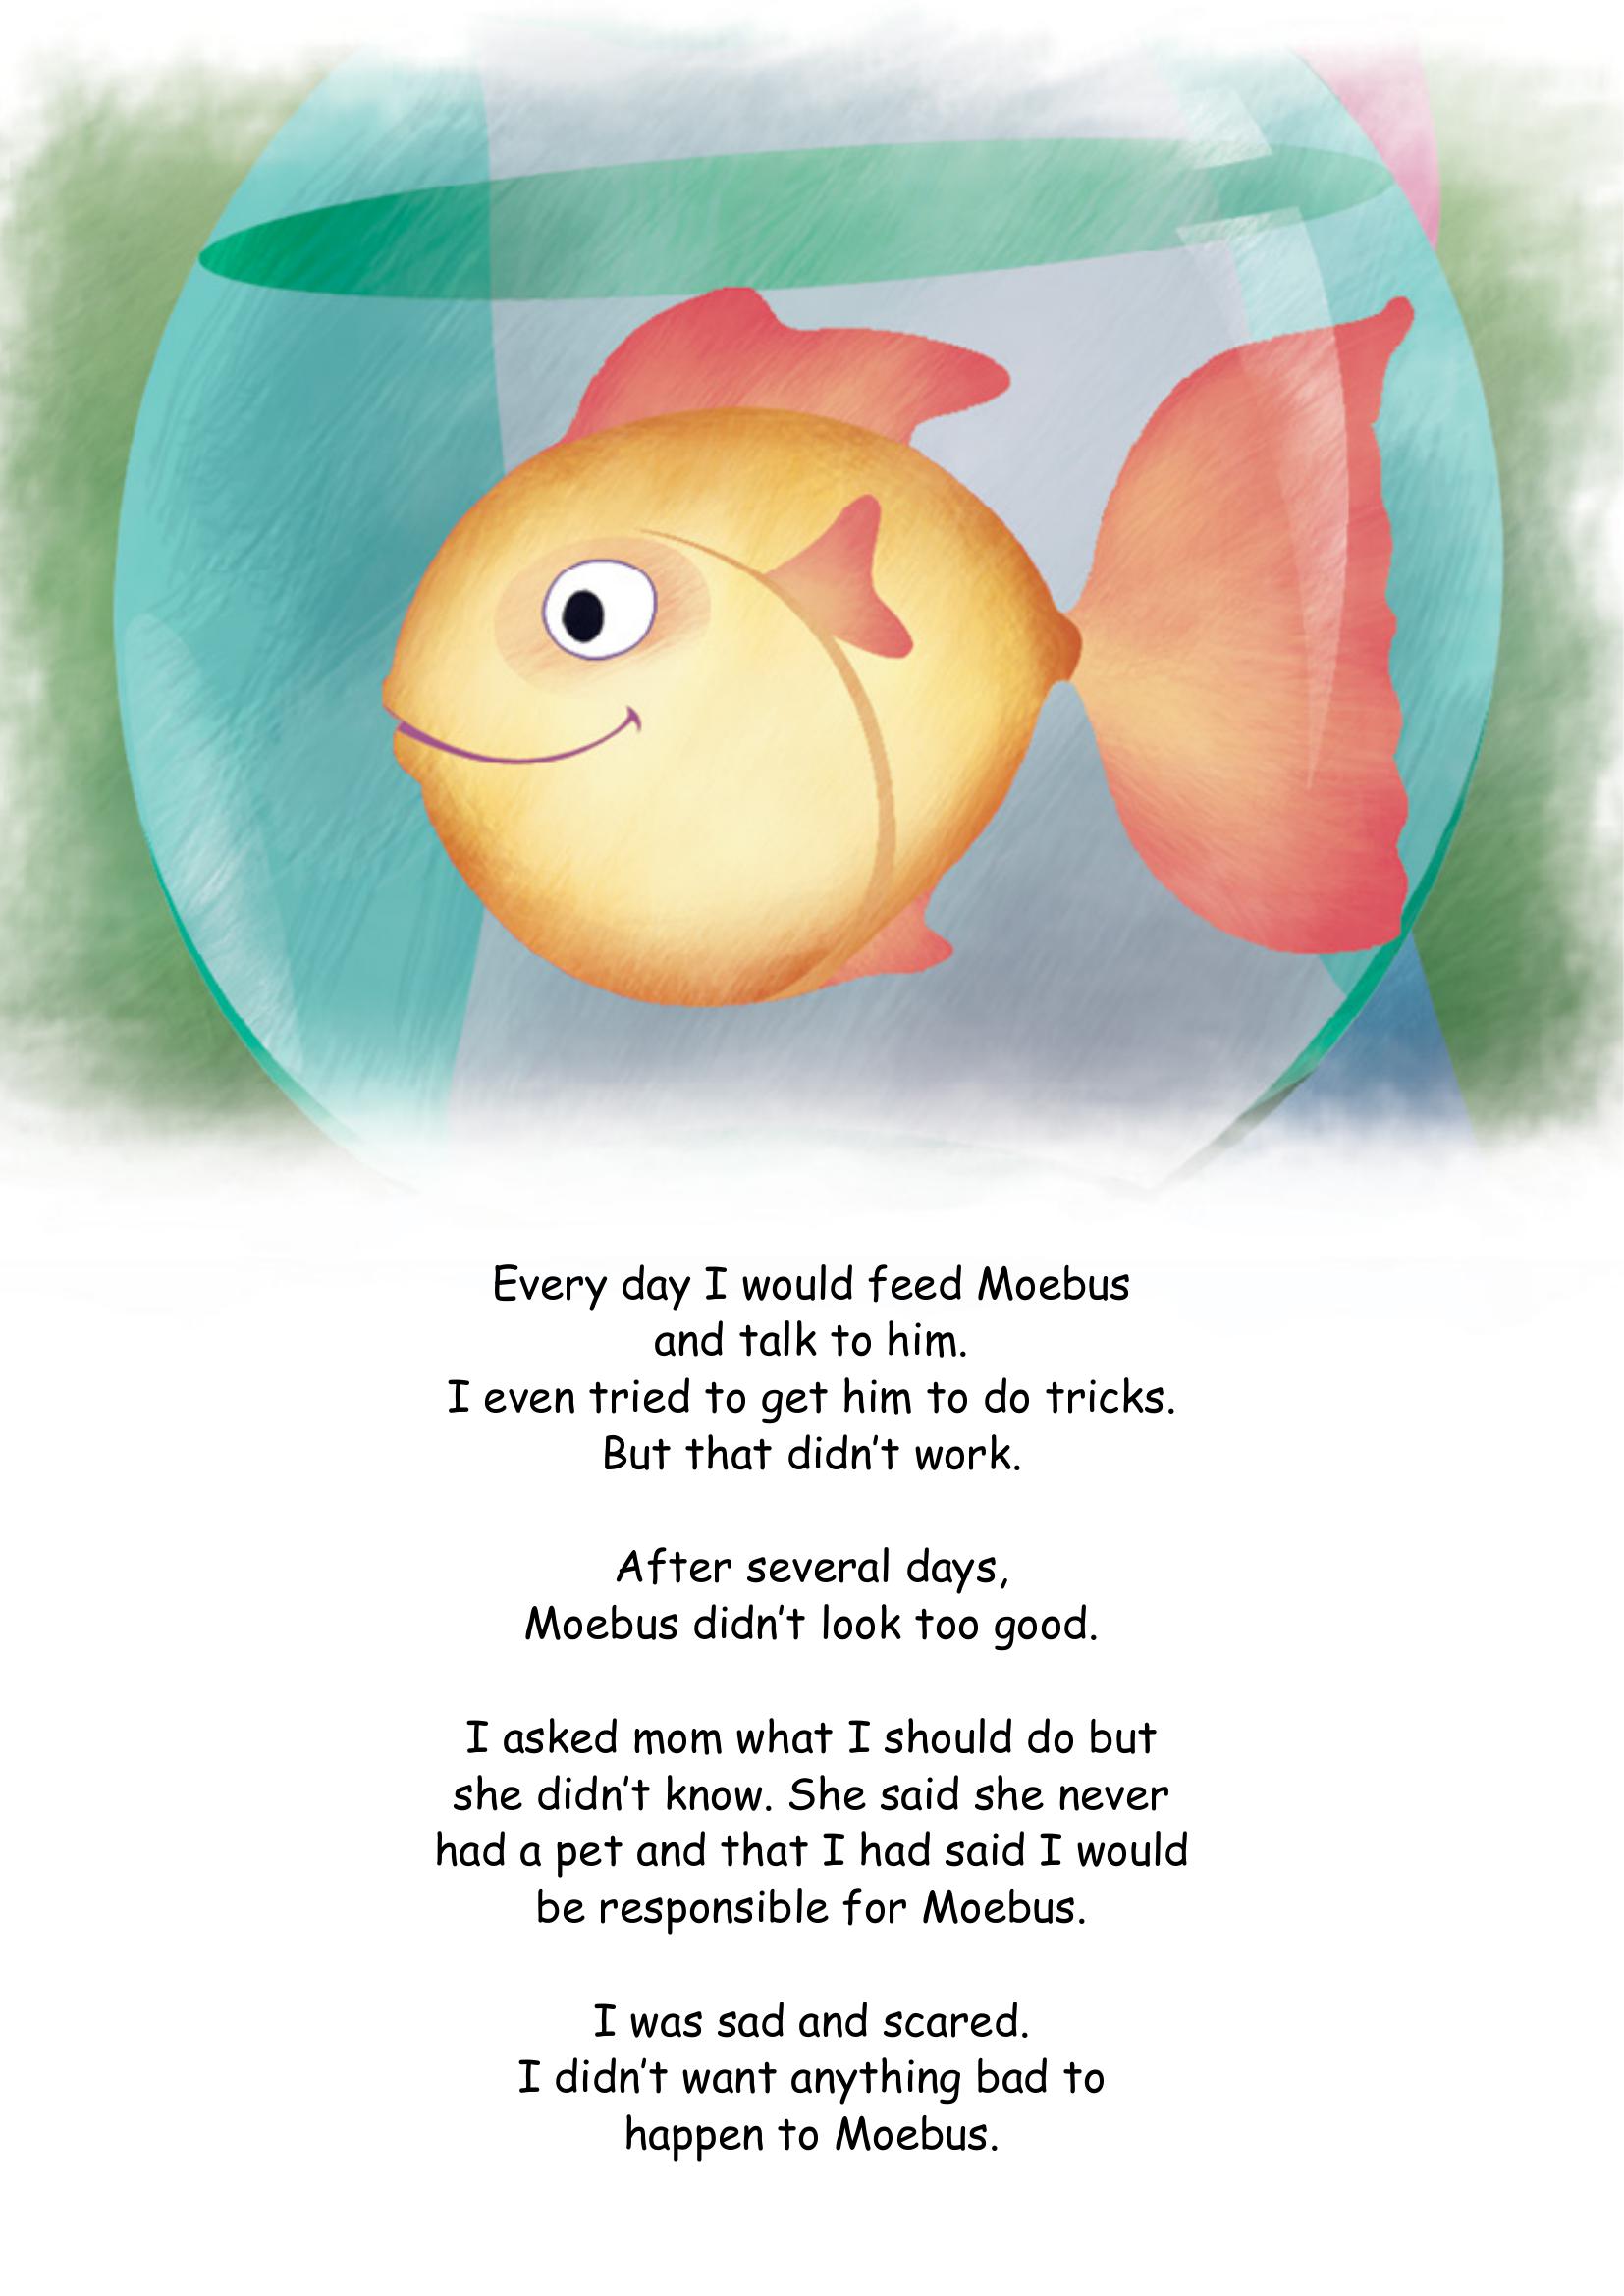 Every day I would feed Moebus
and talk to him.
I even tried to get him to do tricks.
But that didn't work.
After several days,
Moebus didn't look too good.
I asked mom what I should do but
she didn't know. She said she never
had a pet and that I had said I would
be responsible for Moebus.
I was sad and scared.
I didn't want anything bad to
happen to Moebus.